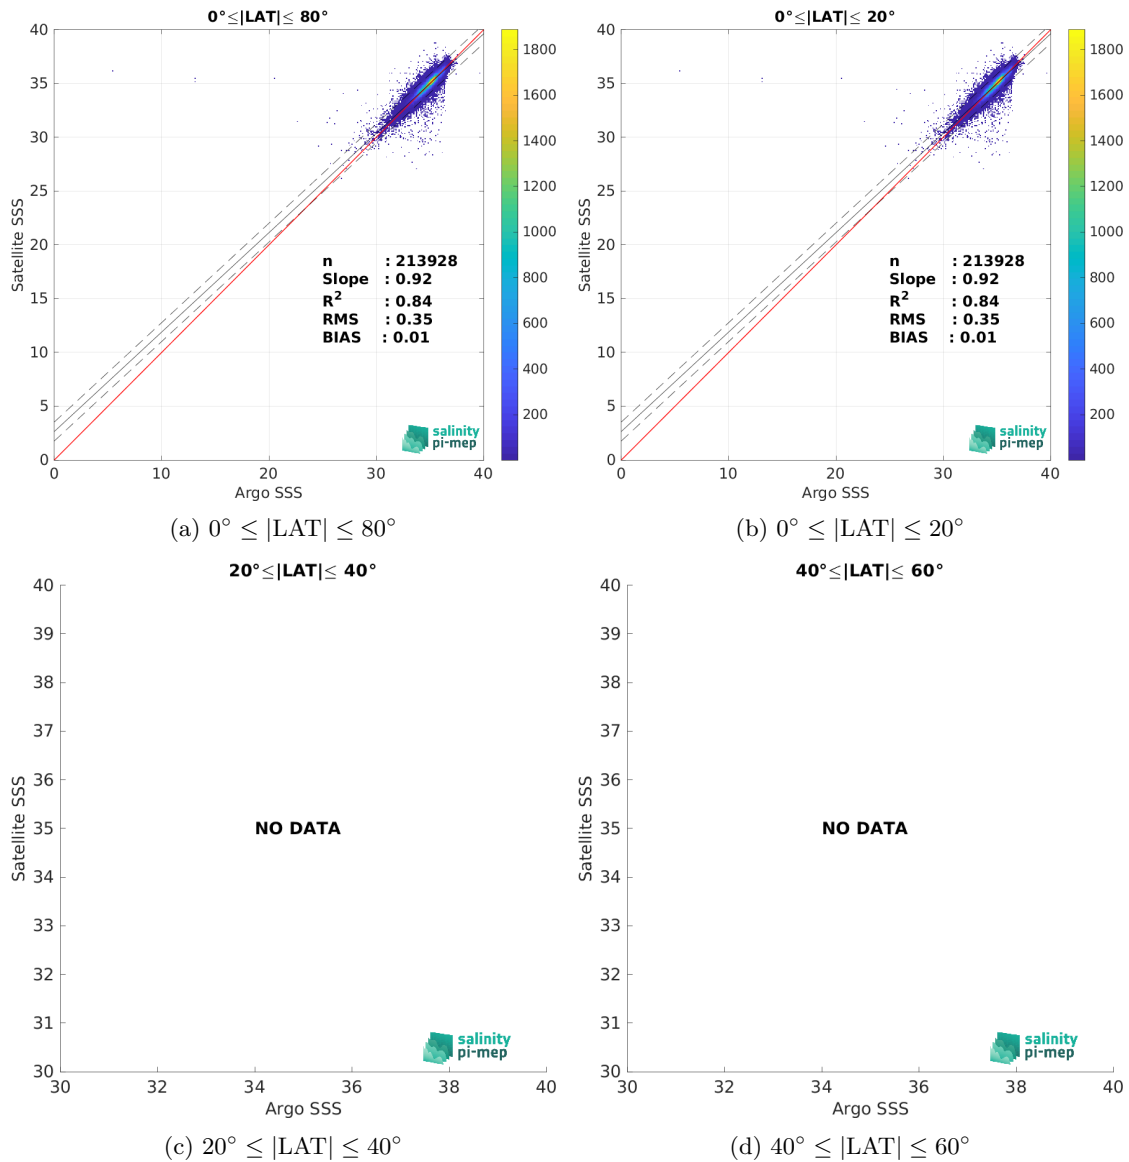 0°≤|LAT|≤ 80°
40
35
30
25
20
15
10
5
0
Satellite SSS
0
10
20
30
40
Argo SSS
n : 213928
Slope : 0.92
R² : 0.84
RMS : 0.35
BIAS : 0.01
salinity
pi-mep
1800
1600
1400
1200
1000
800
600
400
200
(a) 0° ≤ |LAT| ≤ 80°
0°≤|LAT|≤ 20°
40
35
30
25
20
15
10
5
0
Satellite SSS
0
10
20
30
40
Argo SSS
n : 213928
Slope : 0.92
R² : 0.84
RMS : 0.35
BIAS : 0.01
salinity
pi-mep
1800
1600
1400
1200
1000
800
600
400
200
(b) 0° ≤ |LAT| ≤ 20°
20°≤|LAT|≤ 40°
40
39
38
37
36
35
34
33
32
31
30
Satellite SSS
NO DATA
salinity
pi-mep
30
32
34
36
38
40
Argo SSS
(c) 20° ≤ |LAT| ≤ 40°
40°≤|LAT|≤ 60°
40
39
38
37
36
35
34
33
32
31
30
Satellite SSS
NO DATA
salinity
pi-mep
30
32
34
36
38
40
Argo SSS
(d) 40° ≤ |LAT| ≤ 60°